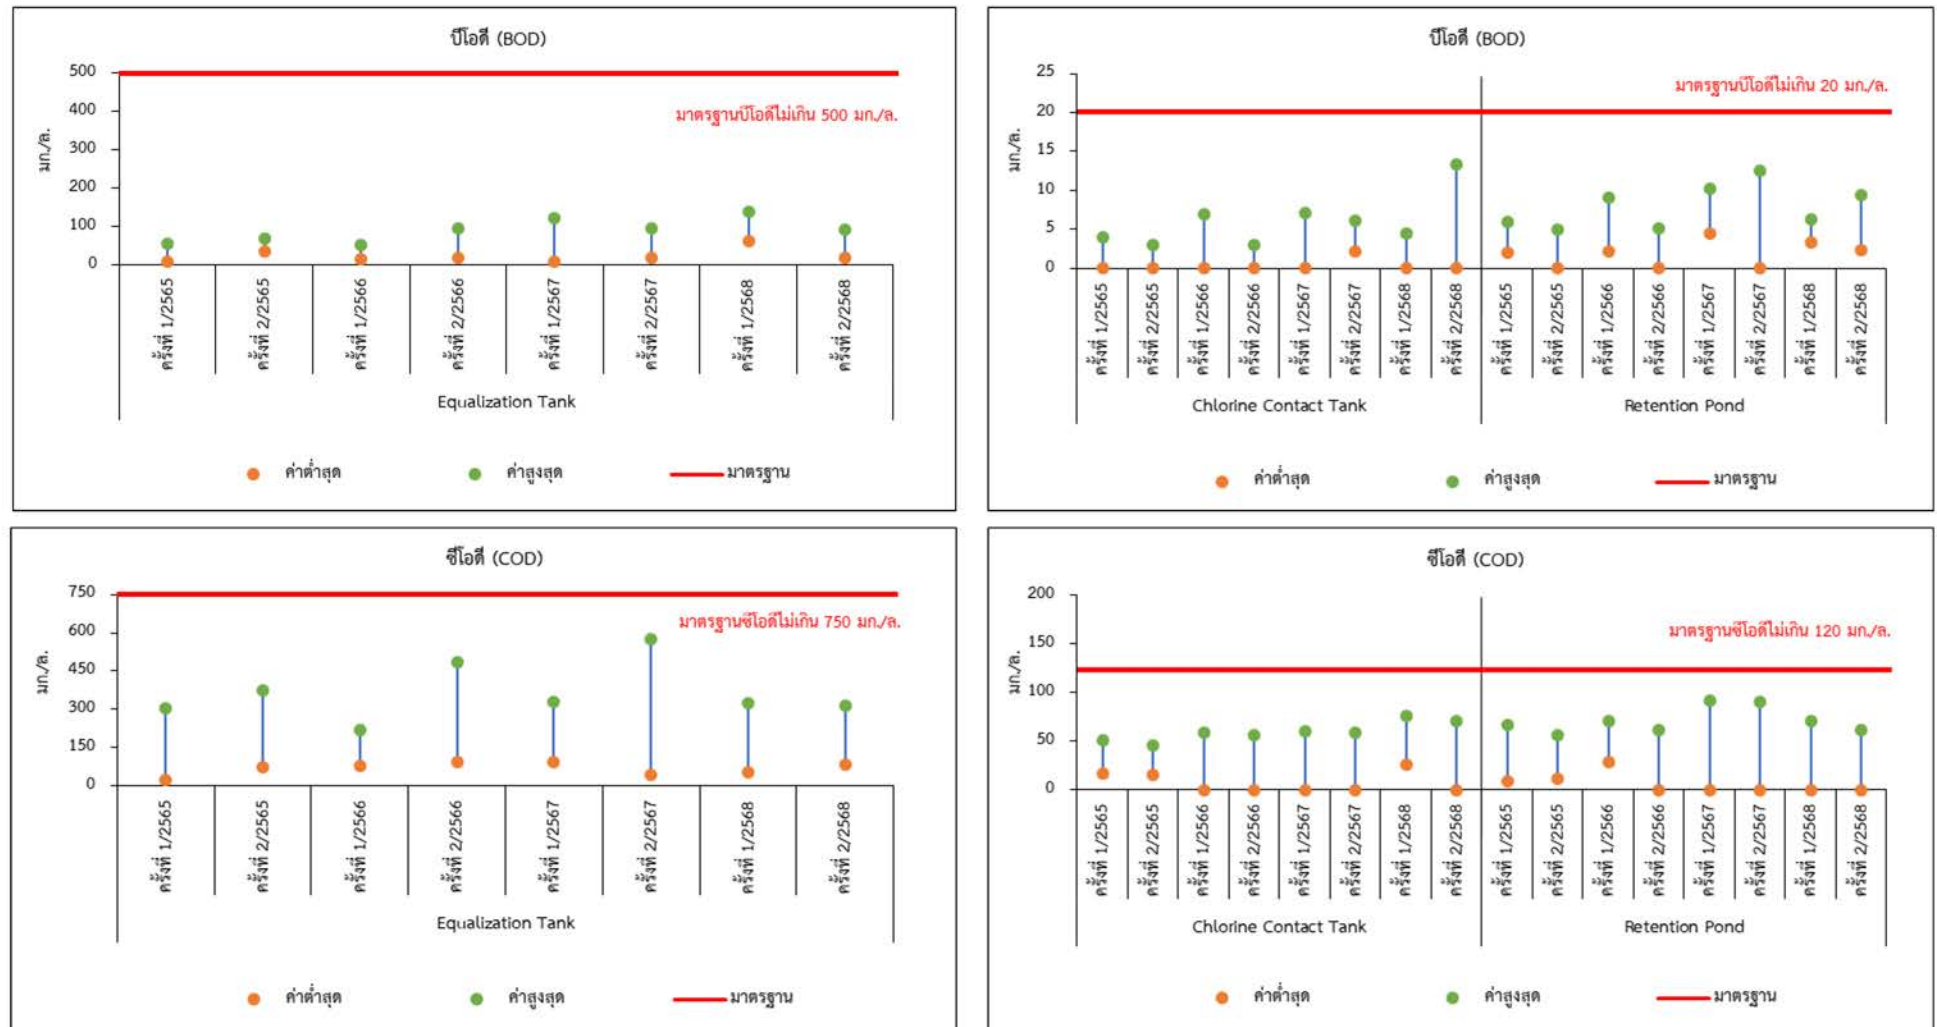 บีโอดี (BOD)
500
400
300
200
100
0
มก./ล.
มาตรฐานบีโอดีไม่เกิน 500 มก./ล.
ครั้งที่ 1/2565
ครั้งที่ 2/2565
ครั้งที่ 1/2566
ครั้งที่ 2/2566
ครั้งที่ 1/2567
ครั้งที่ 2/2567
ครั้งที่ 1/2568
ครั้งที่ 2/2568
Equalization Tank
ค่าต่ำสุด ค่าสูงสุด มาตรฐาน
บีโอดี (BOD)
25
20
15
10
5
0
มก./ล.
มาตรฐานบีโอดีไม่เกิน 20 มก./ล.
ครั้งที่ 1/2565
ครั้งที่ 2/2565
ครั้งที่ 1/2566
ครั้งที่ 2/2566
ครั้งที่ 1/2567
ครั้งที่ 2/2567
ครั้งที่ 1/2568
ครั้งที่ 2/2568
ครั้งที่ 1/2565
ครั้งที่ 2/2565
ครั้งที่ 1/2566
ครั้งที่ 2/2566
ครั้งที่ 1/2567
ครั้งที่ 2/2567
ครั้งที่ 1/2568
ครั้งที่ 2/2568
Chlorine Contact Tank Retention Pond
ค่าต่ำสุด ค่าสูงสุด มาตรฐาน
ซีโอดี (COD)
750
600
450
300
150
0
มก./ล.
มาตรฐานซีโอดีไม่เกิน 750 มก./ล.
ครั้งที่ 1/2565
ครั้งที่ 2/2565
ครั้งที่ 1/2566
ครั้งที่ 2/2566
ครั้งที่ 1/2567
ครั้งที่ 2/2567
ครั้งที่ 1/2568
ครั้งที่ 2/2568
Equalization Tank
ค่าต่ำสุด ค่าสูงสุด มาตรฐาน
ซีโอดี (COD)
200
150
100
50
0
มก./ล.
มาตรฐานซีโอดีไม่เกิน 120 มก./ล.
ครั้งที่ 1/2565
ครั้งที่ 2/2565
ครั้งที่ 1/2566
ครั้งที่ 2/2566
ครั้งที่ 1/2567
ครั้งที่ 2/2567
ครั้งที่ 1/2568
ครั้งที่ 2/2568
ครั้งที่ 1/2565
ครั้งที่ 2/2565
ครั้งที่ 1/2566
ครั้งที่ 2/2566
ครั้งที่ 1/2567
ครั้งที่ 2/2567
ครั้งที่ 1/2568
ครั้งที่ 2/2568
Chlorine Contact Tank Retention Pond
ค่าต่ำสุด ค่าสูงสุด มาตรฐาน